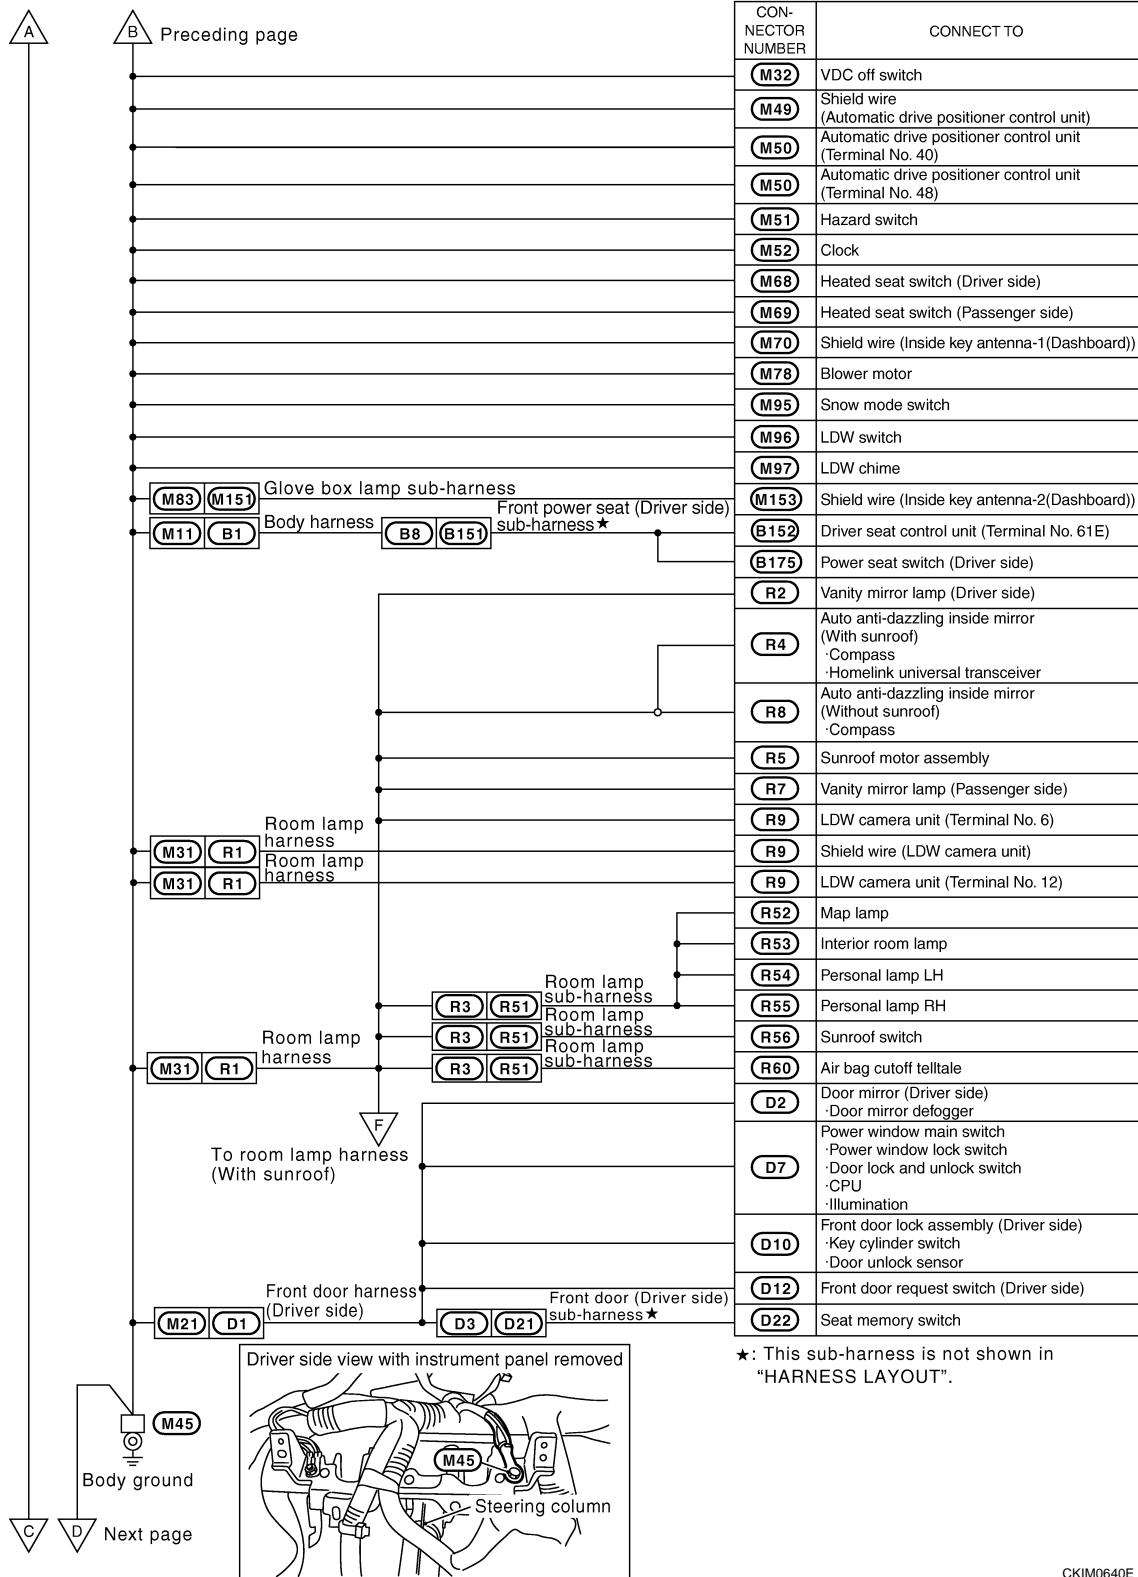 A
B
Preceding page
CON-
NECTOR
NUMBER
CONNECT TO
M32
VDC off switch
M49
Shield wire
(Automatic drive positioner control unit)
M50
Automatic drive positioner control unit
(Terminal No. 40)
M50
Automatic drive positioner control unit
(Terminal No. 48)
M51
Hazard switch
M52
Clock
M68
Heated seat switch (Driver side)
M69
Heated seat switch (Passenger side)
M70
Shield wire (Inside key antenna-1(Dashboard))
M78
Blower motor
M95
Snow mode switch
M96
LDW switch
M97
LDW chime
M83 M151
Glove box lamp sub-harness
M153
Shield wire (Inside key antenna-2(Dashboard))
M11 B1
Body harness
B8 B151
Front power seat (Driver side)
sub-harness★
B152
Driver seat control unit (Terminal No. 61E)
B175
Power seat switch (Driver side)
R2
Vanity mirror lamp (Driver side)
R4
Auto anti-dazzling inside mirror
(With sunroof)
·Compass
·Homelink universal transceiver
R8
Auto anti-dazzling inside mirror
(Without sunroof)
·Compass
R5
Sunroof motor assembly
R7
Vanity mirror lamp (Passenger side)
R9
LDW camera unit (Terminal No. 6)
M31 R1
Room lamp
harness
R9
Shield wire (LDW camera unit)
M31 R1
Room lamp
harness
R9
LDW camera unit (Terminal No. 12)
R52
Map lamp
R53
Interior room lamp
R54
Personal lamp LH
R3 R51
Room lamp
sub-harness
R55
Personal lamp RH
R3 R51
Room lamp
sub-harness
R56
Sunroof switch
M31 R1
Room lamp
harness
R3 R51
Room lamp
sub-harness
R60
Air bag cutoff telltale
F
To room lamp harness
(With sunroof)
D2
Door mirror (Driver side)
·Door mirror defogger
D7
Power window main switch
·Power window lock switch
·Door lock and unlock switch
·CPU
·Illumination
D10
Front door lock assembly (Driver side)
·Key cylinder switch
·Door unlock sensor
D12
Front door request switch (Driver side)
M21 D1
Front door harness
(Driver side)
D3 D21
Front door (Driver side)
sub-harness★
D22
Seat memory switch
★: This sub-harness is not shown in
“HARNESS LAYOUT”.
Driver side view with instrument panel removed
M45
Steering column
M45
Body ground
C
D
Next page
CKIM0640E